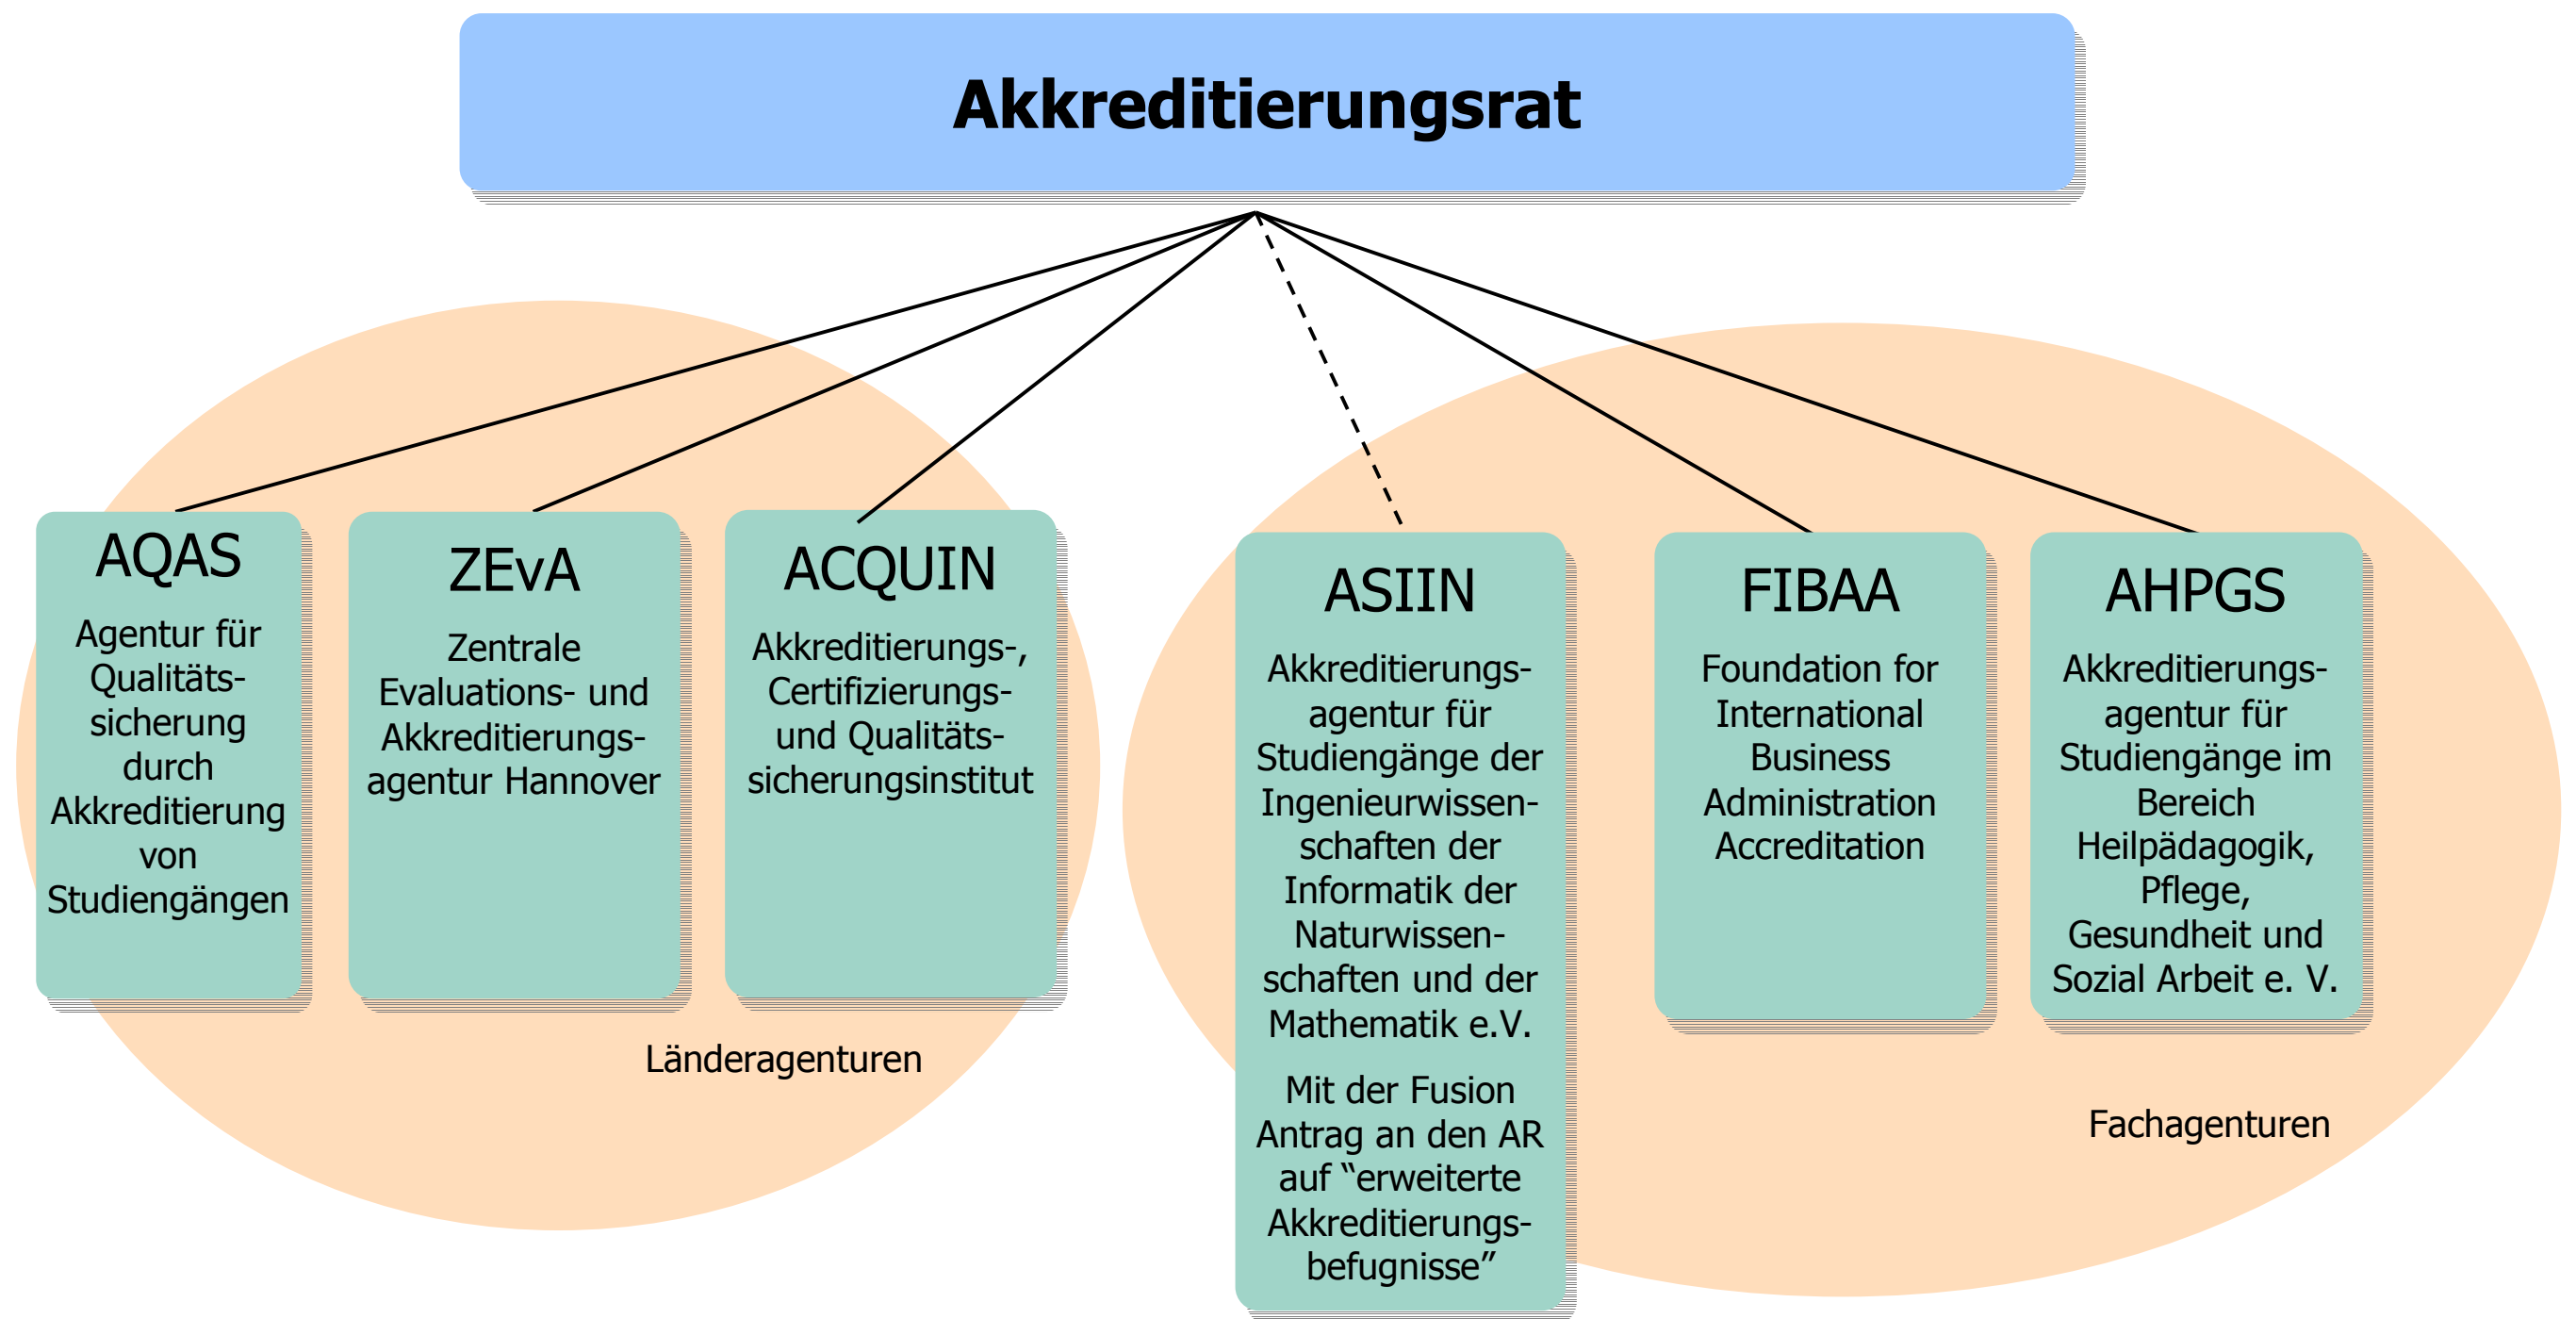 Akkreditierungsrat
AQAS
Agentur für
Qualitäts-
sicherung
durch
Akkreditierung
von
Studiengängen
ZEvA
Zentrale
Evaluations- und
Akkreditierungs-
agentur Hannover
ACQUIN
Akkreditierungs-,
Certifizierungs-
und Qualitäts-
sicherungsinstitut
Länderagenturen
ASIIN
Akkreditierungs-
agentur für
Studiengänge der
Ingenieurwissen-
schaften der
Informatik der
Naturwissen-
schaften und der
Mathematik e.V.
Mit der Fusion
Antrag an den AR
auf “erweiterte
Akkreditierungs-
befugnisse”
FIBAA
Foundation for
International
Business
Administration
Accreditation
AHPGS
Akkreditierungs-
agentur für
Studiengänge im
Bereich
Heilpädagogik,
Pflege,
Gesundheit und
Sozial Arbeit e. V.
Fachagenturen